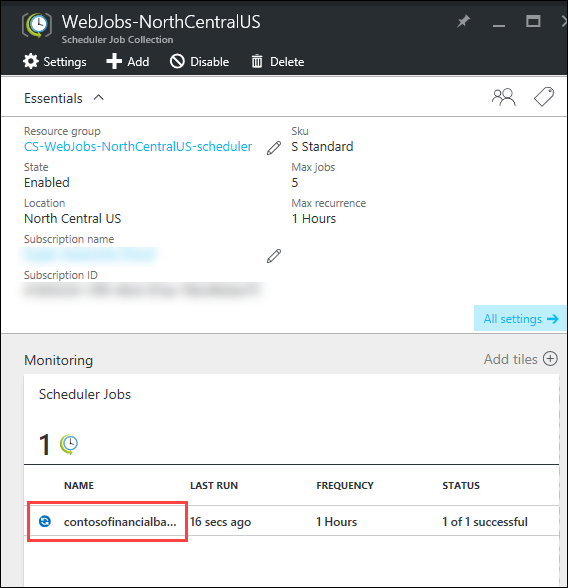 WebJobs-NorthCentralUS
Scheduler Job Collection
Settings Add Disable Delete
Essentials
Resource group Sku
CS-WebJobs-NorthCentralUS-scheduler S Standard
State Max jobs
Enabled 5
Location Max recurrence
North Central US 1 Hours
Subscription name
Subscription ID
All settings
Monitoring Add tiles
Scheduler Jobs
1
NAME LAST RUN FREQUENCY STATUS
contosofinancialba... 16 secs ago 1 Hours 1 of 1 successful